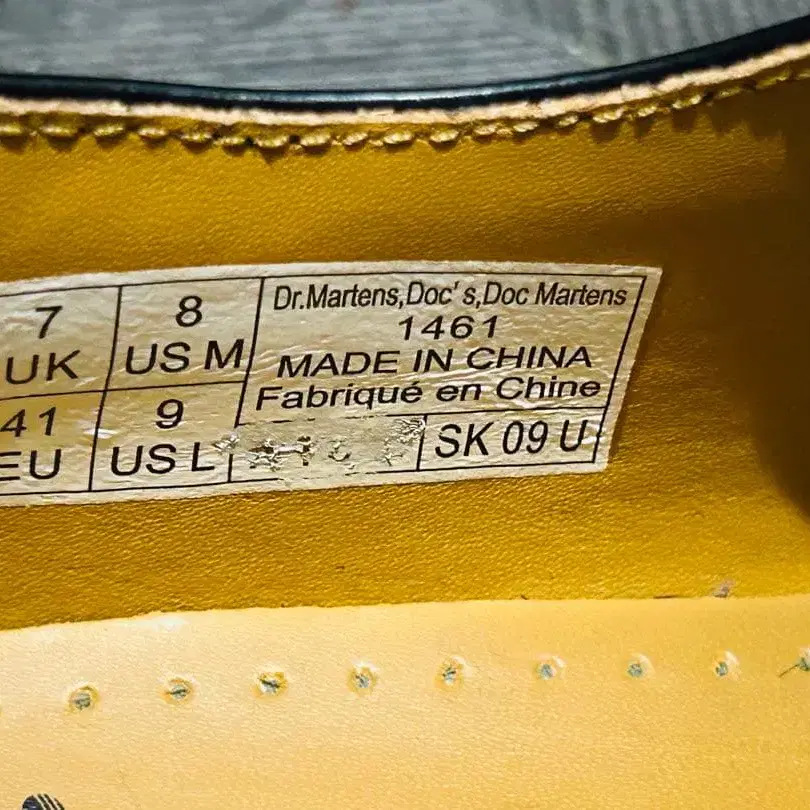 7
UK
8
US M
Dr.Martens,Doc's,Doc Martens
1461
MADE IN CHINA
Fabriqué en Chine
41
EU
9
US L
SK 09 U